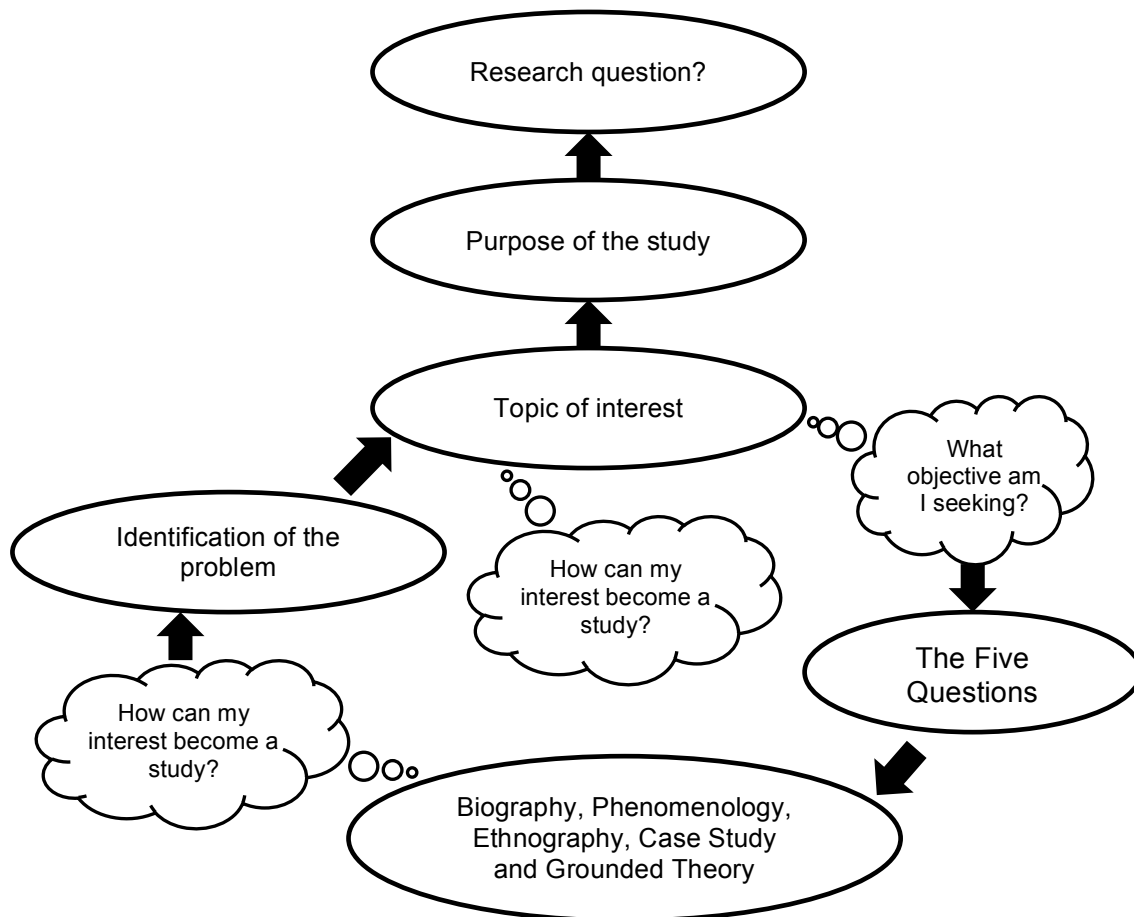 Research question?
Purpose of the study
Topic of interest
What
objective am
I seeking?
Identification of the
problem
How can my
interest become a
study?
The Five
Questions
How can my
interest become a
study?
Biography, Phenomenology,
Ethnography, Case Study
and Grounded Theory